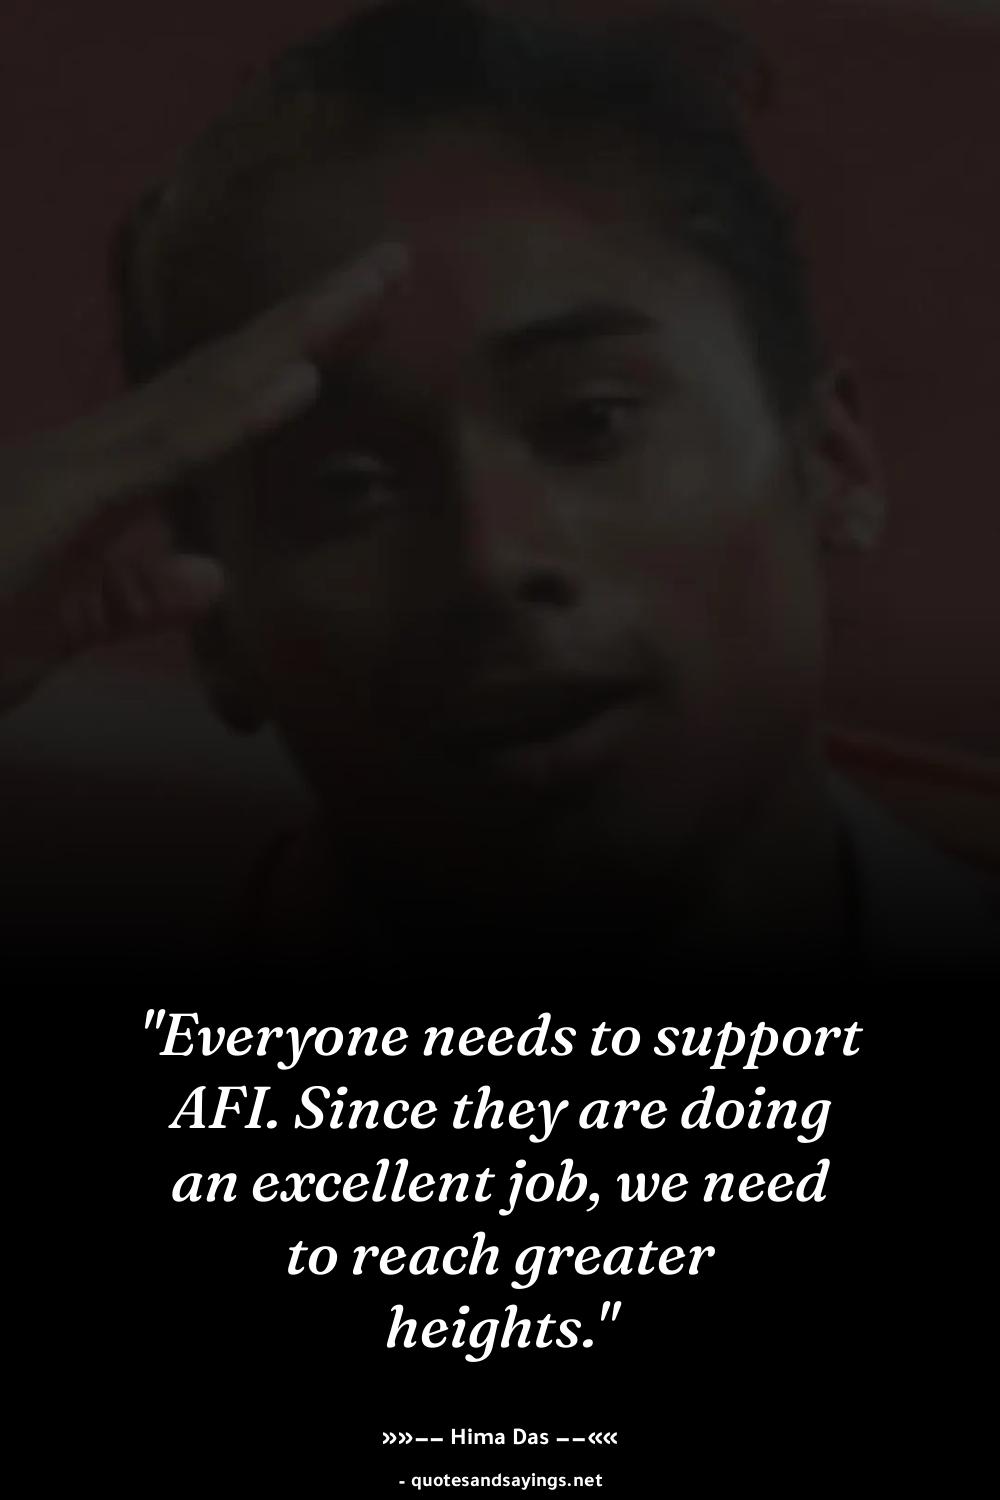 "Everyone needs to support
AFI. Since they are doing
an excellent job, we need
to reach greater
heights."
»»−− Hima Das −−««
- quotesandsayings.net